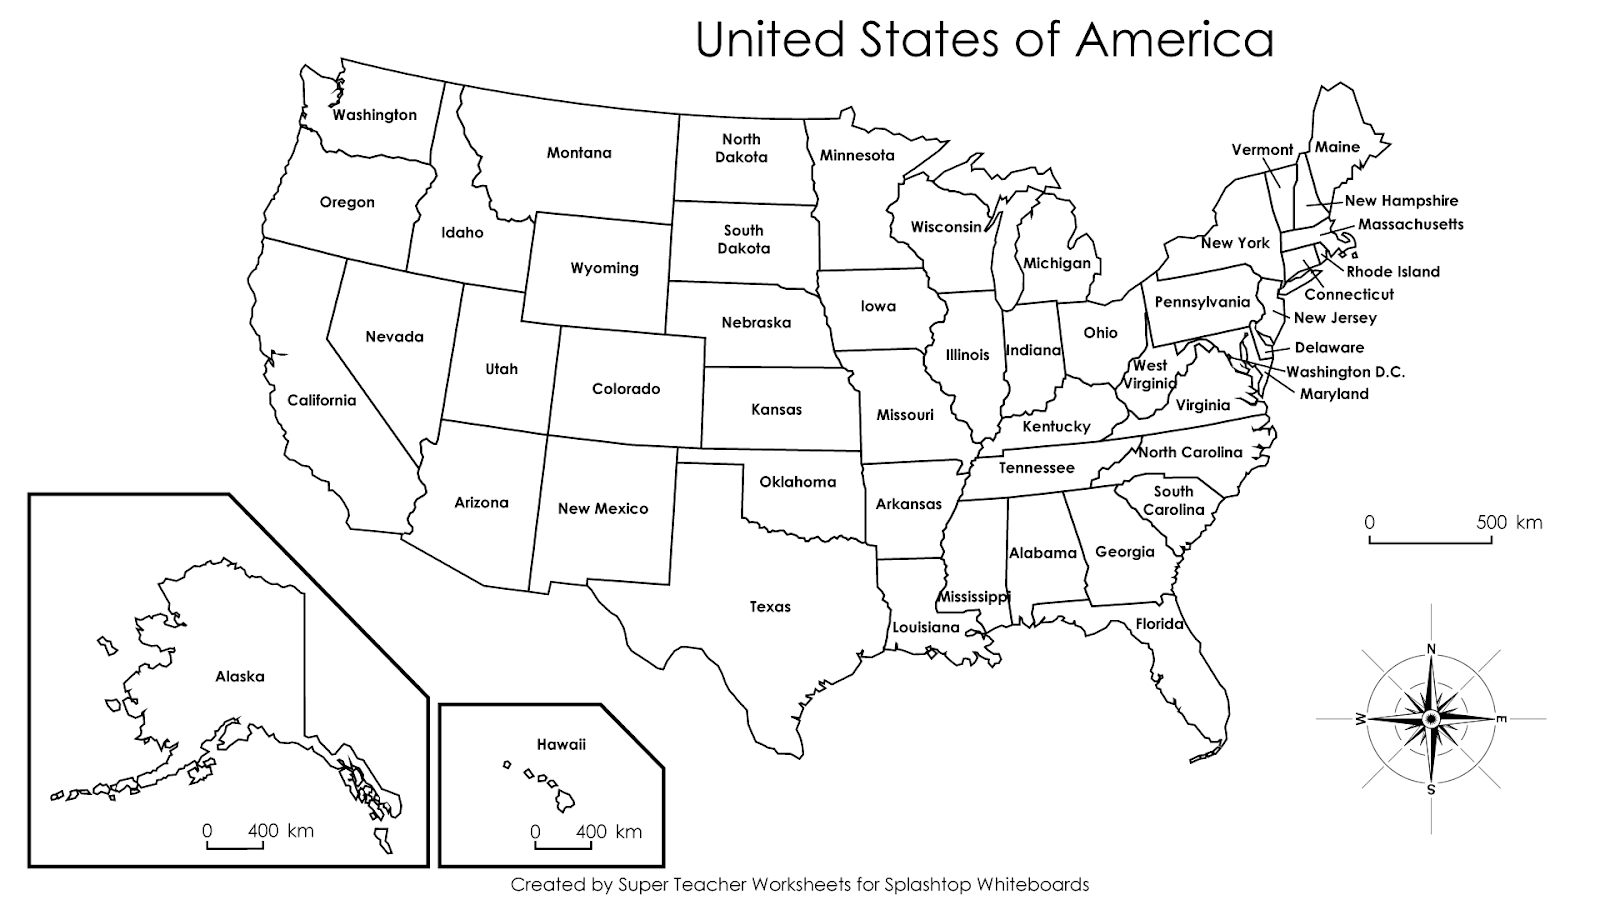 United States of America
Washington
Montana
North
Dakota
Minnesota
Vermont
Maine
Oregon
Idaho
New Hampshire
Massachusetts
Wisconsin
South
Dakota
New York
Michigan
Wyoming
Rhode Island
Connecticut
Pennsylvania
Iowa
New Jersey
Nebraska
Nevada
Ohio
Illinois
Indiana
Delaware
Utah
West
Virginia
Washington D.C.
Colorado
Maryland
California
Kansas
Missouri
Virginia
Kentucky
North Carolina
Tennessee
Oklahoma
South
Carolina
Arizona
New Mexico
Arkansas
0 500 km
Alabama
Georgia
Mississippi
Texas
Louisiana
Florida
N
W
E
S
Alaska
0 400 km
Hawaii
0 400 km
Created by Super Teacher Worksheets for Splashtop Whiteboards